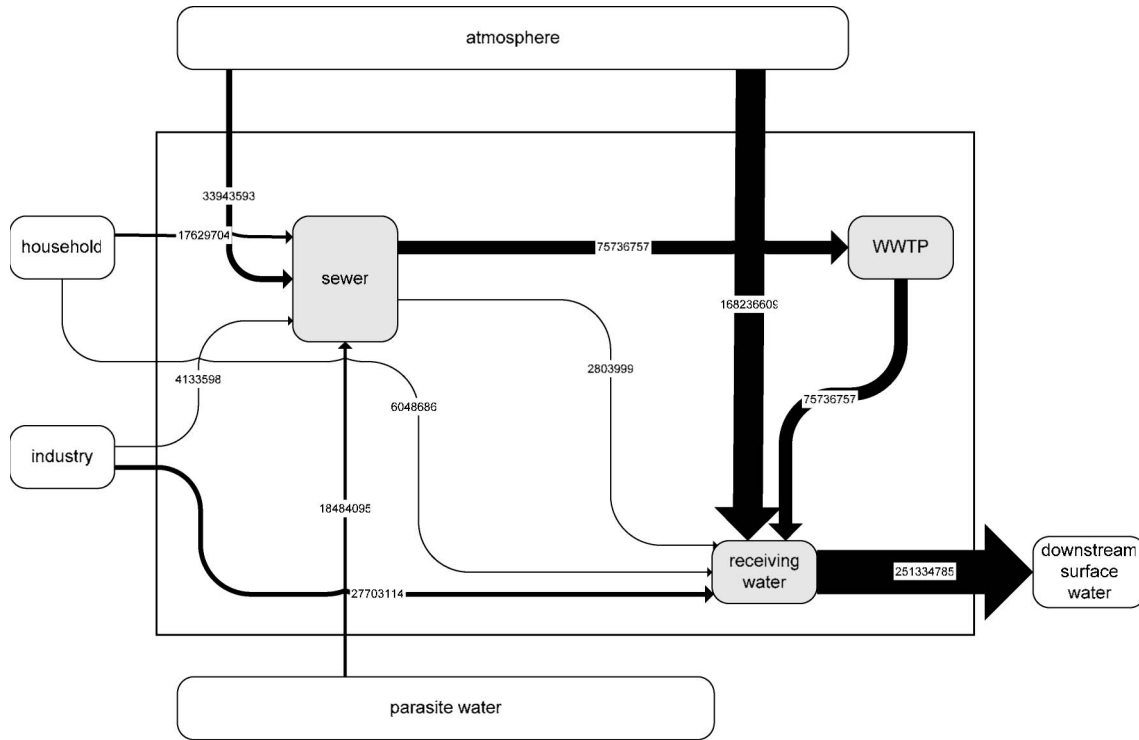 atmosphere
33943593
household
17629704
75736757
WWTP
sewer
168236609
4133598
2803999
75736757
6048686
industry
18484095
receiving
water
251334785
downstream
surface
water
27703114
parasite water